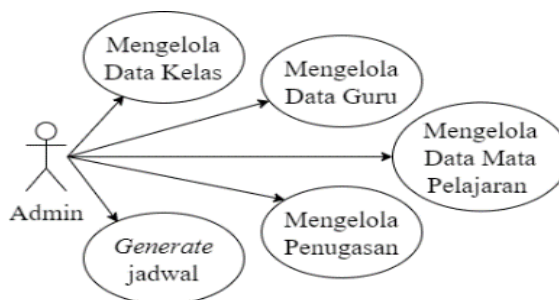 Mengelola
Data Kelas
Mengelola
Data Guru
Mengelola
Data Mata
Pelajaran
Admin
Mengelola
Penugasan
Generate
jadwal